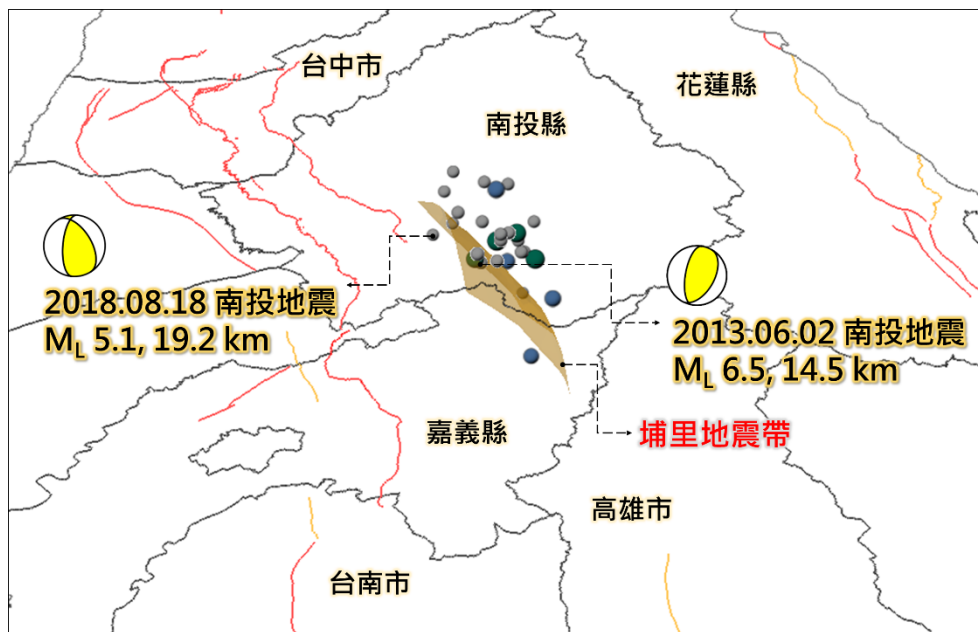 台中市
花蓮縣
南投縣
2018.08.18 南投地震
M_L 5.1, 19.2 km
2013.06.02 南投地震
M_L 6.5, 14.5 km
嘉義縣
埔里地震帶
高雄市
台南市